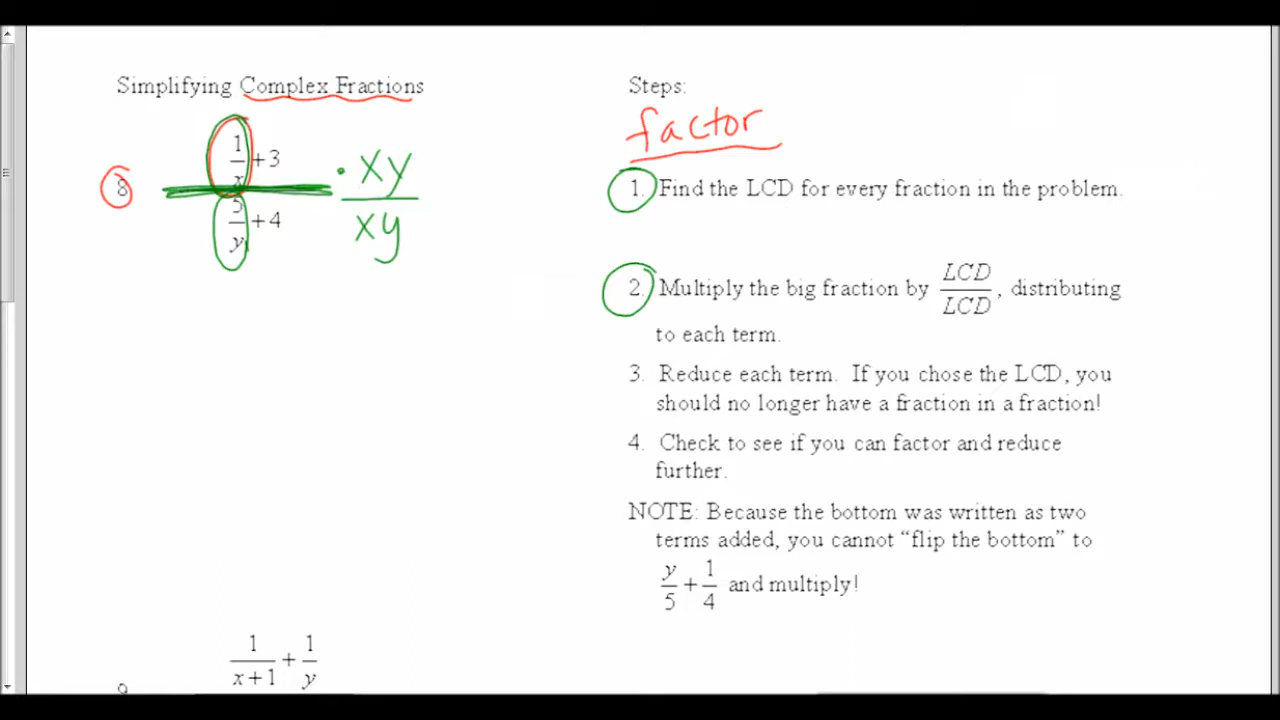 Simplifying Complex Fractions
8
1/x + 3
5/y + 4
· xy
xy
1
x+1
+
1
y
9
Steps:
factor
1. Find the LCD for every fraction in the problem.
2. Multiply the big fraction by LCD/LCD, distributing
to each term.
3. Reduce each term. If you chose the LCD, you
should no longer have a fraction in a fraction!
4. Check to see if you can factor and reduce
further.
NOTE: Because the bottom was written as two
terms added, you cannot “flip the bottom” to
y/5 + 1/4 and multiply!